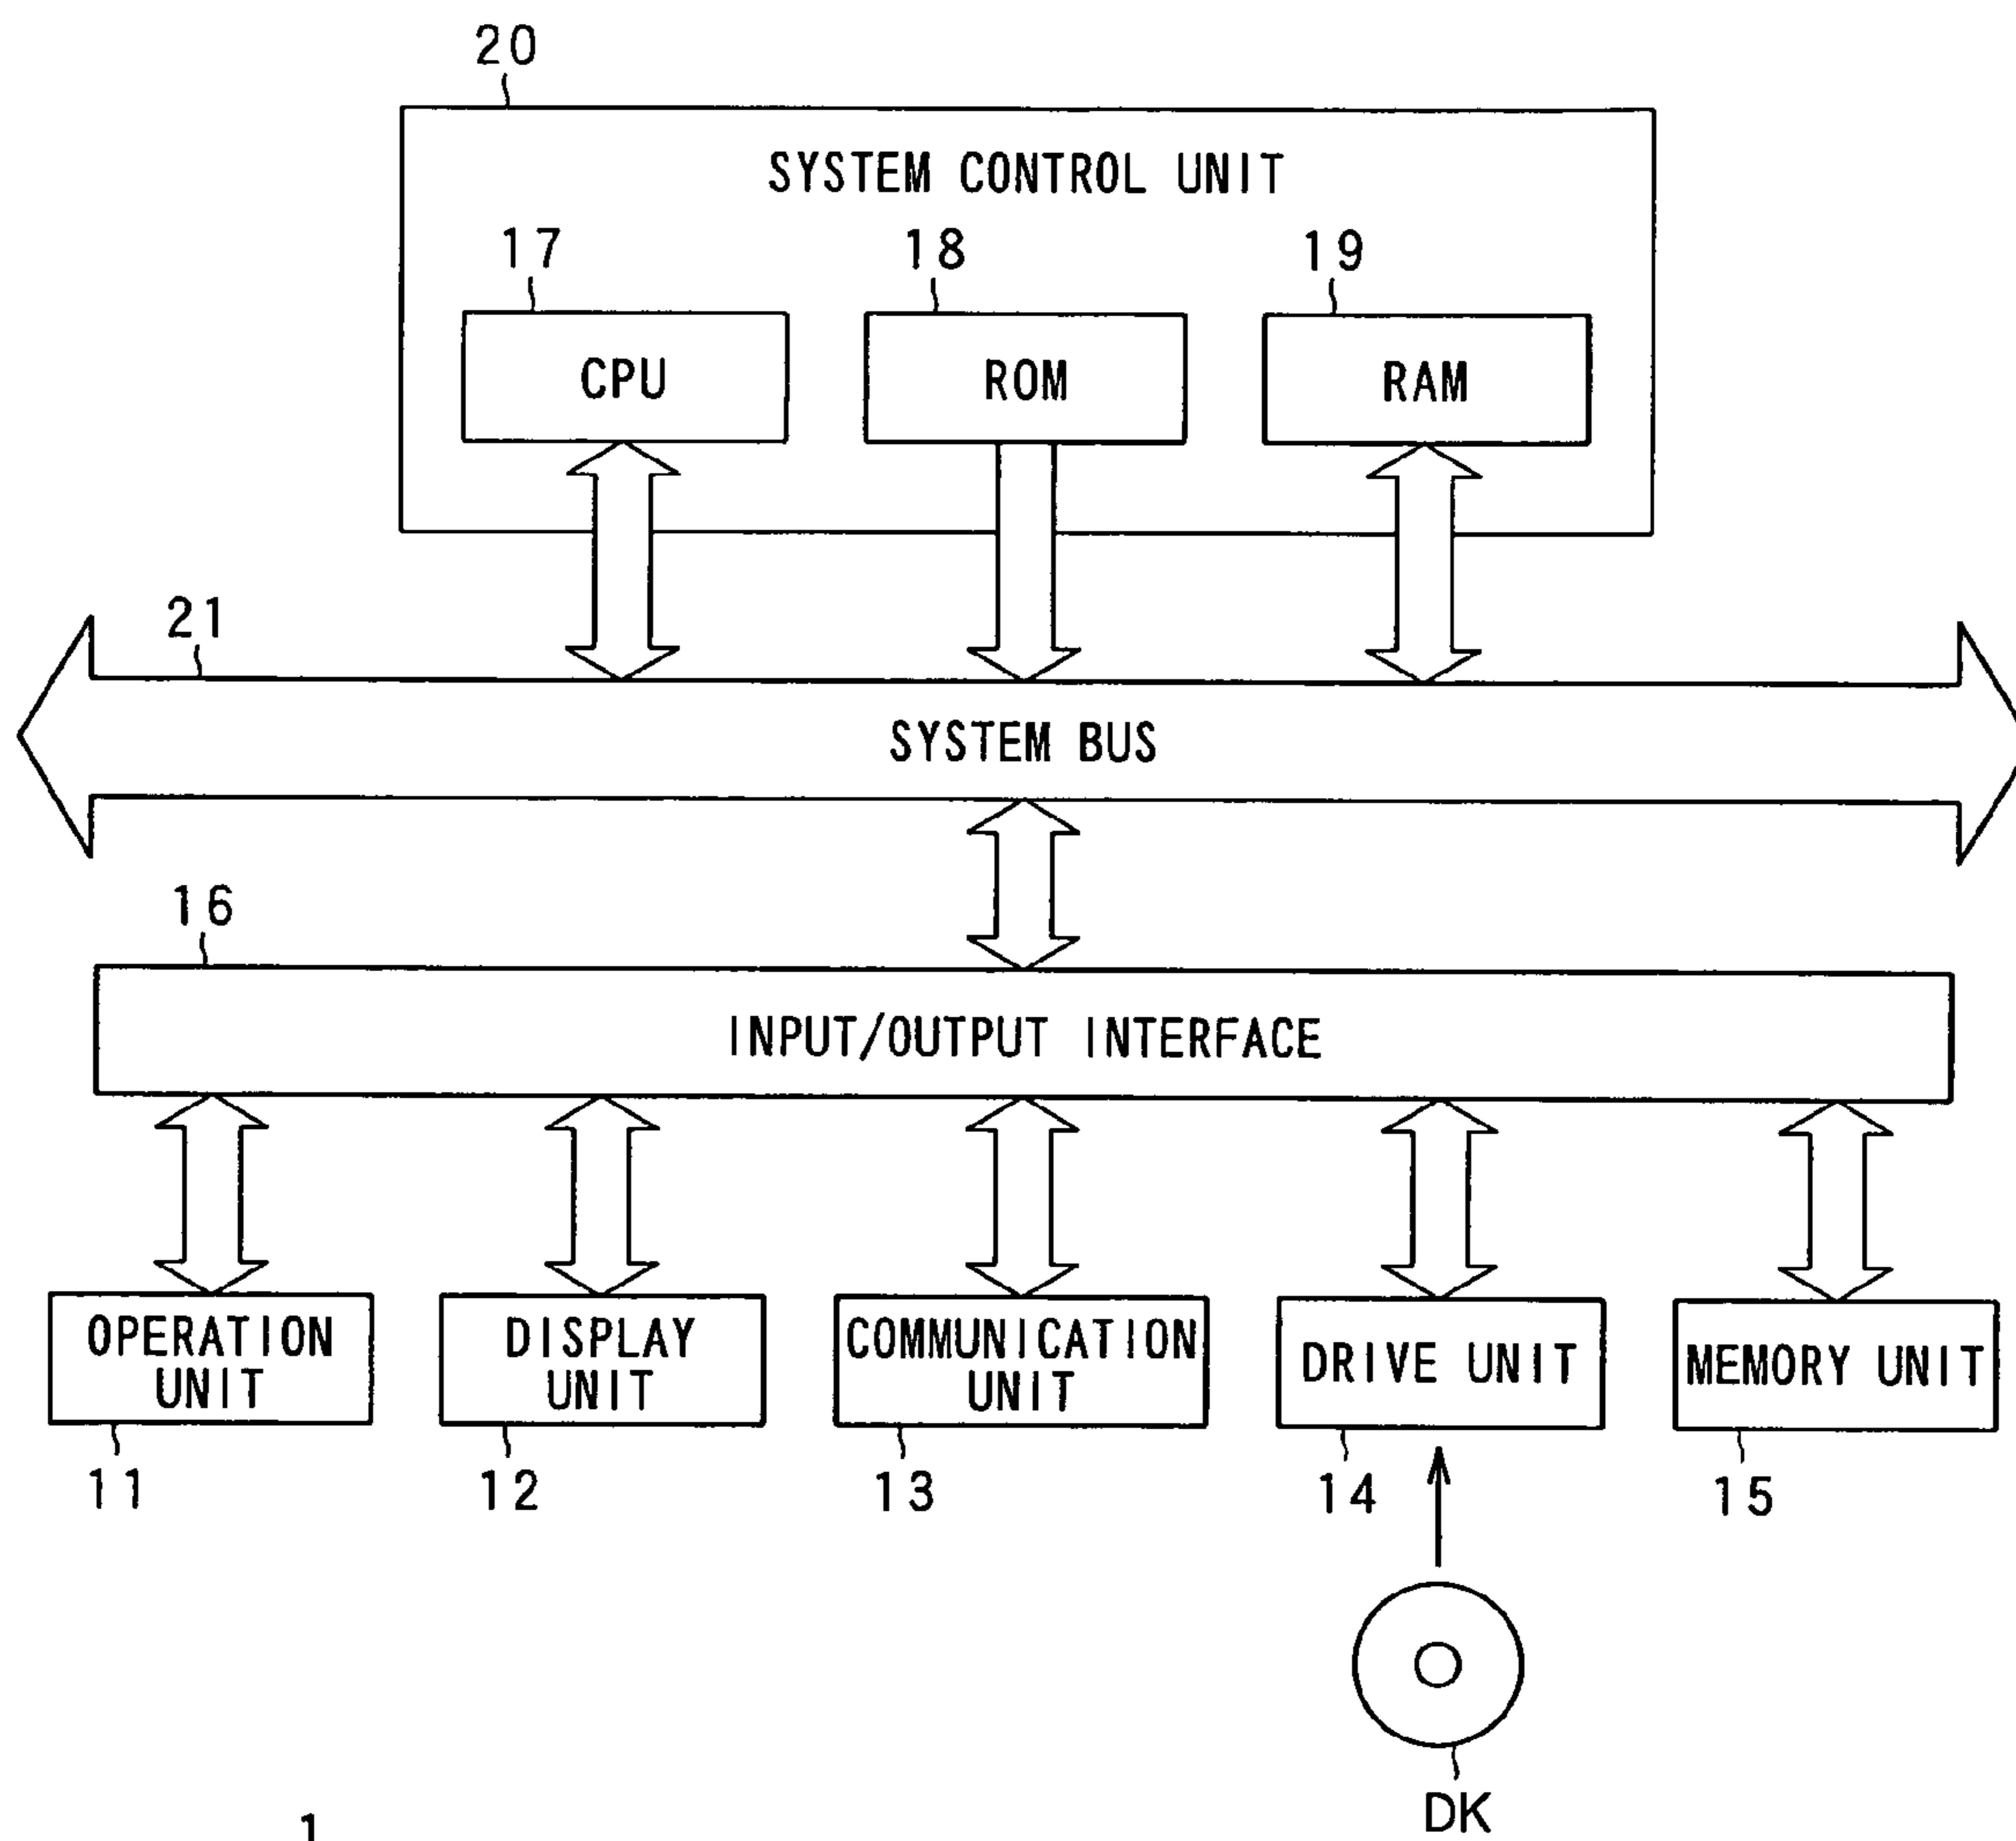 20
SYSTEM CONTROL UNIT
17
18
19
CPU
ROM
RAM
21
SYSTEM BUS
16
INPUT/OUTPUT INTERFACE
OPERATION
UNIT
DISPLAY
UNIT
COMMUNICATION
UNIT
DRIVE UNIT
MEMORY UNIT
11
12
13
14
15
DK
1